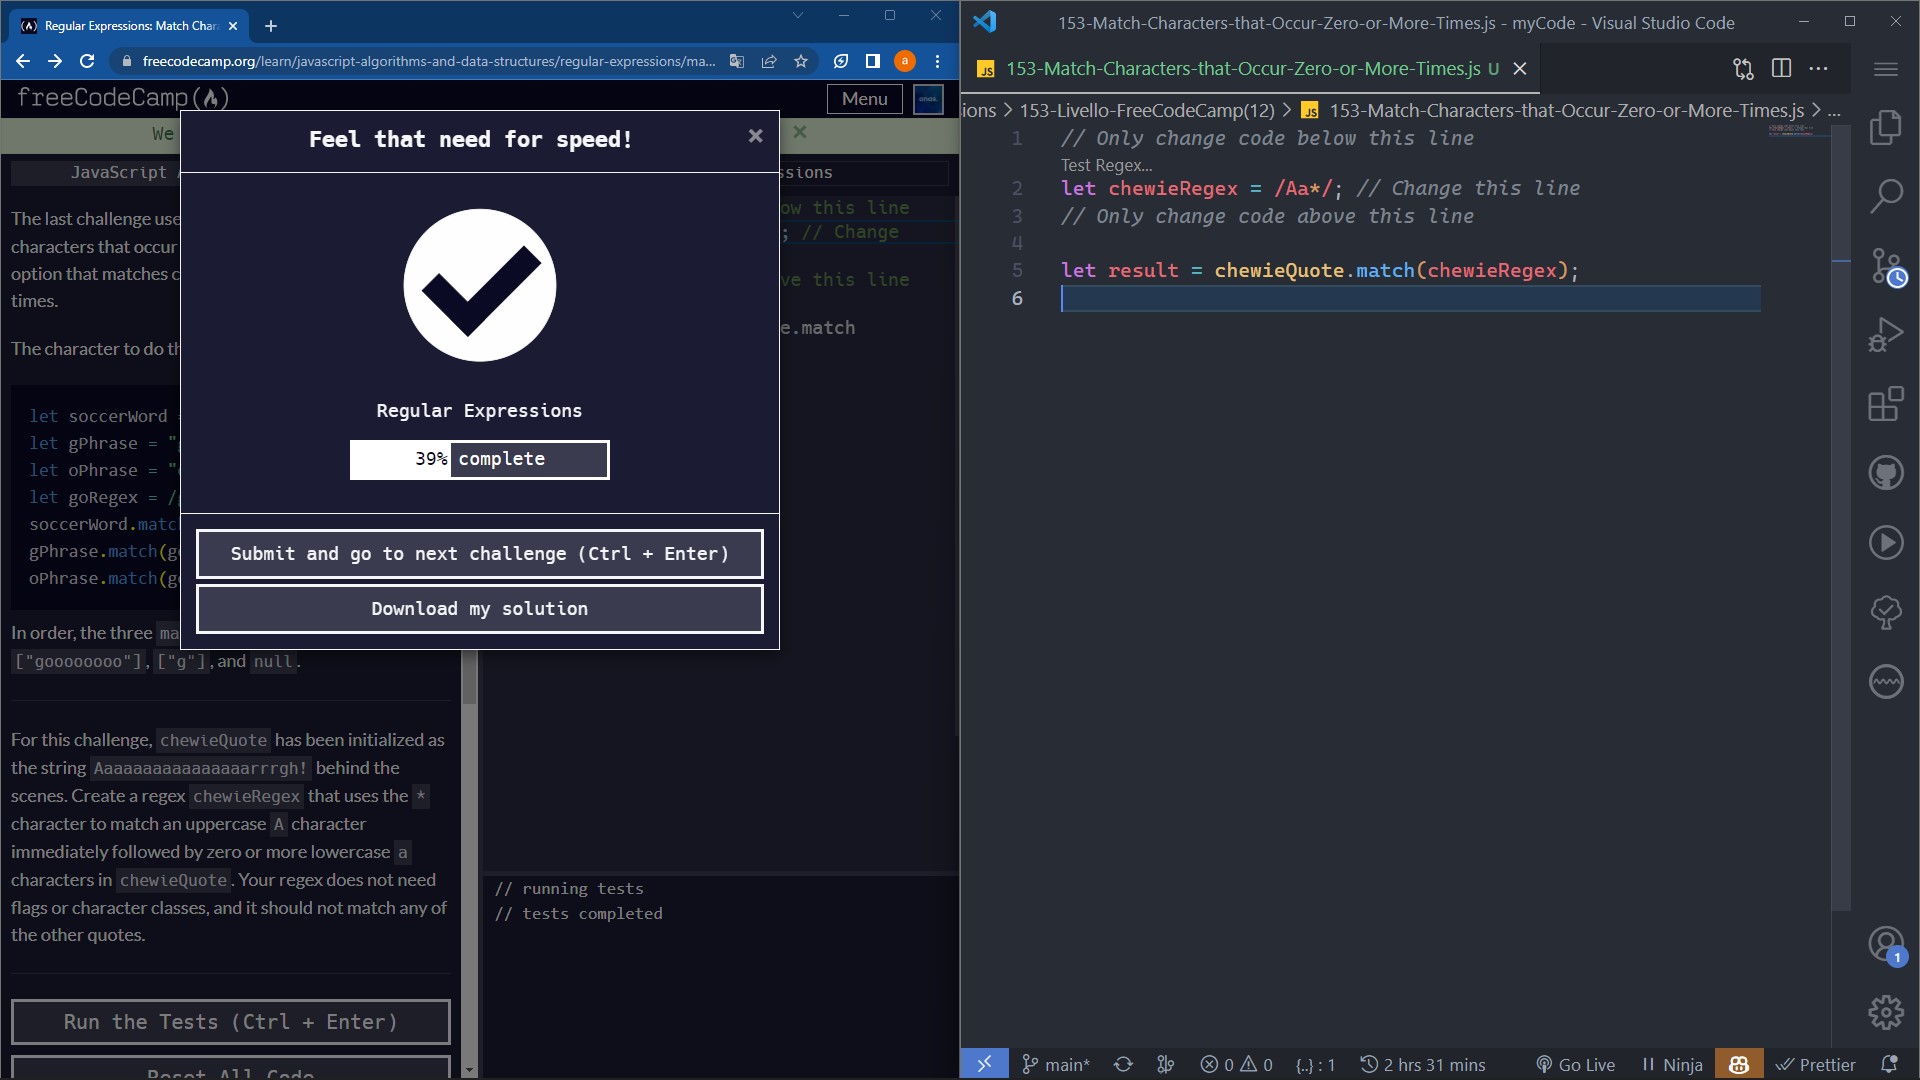 Regular Expressions: Match Char
freecodecamp.org/learn/javascript-algorithms-and-data-structures/regular-expressions/ma...
a
freeCodeCamp
Menu
We
JavaScript
ssions
The last challenge use
characters that occur
option that matches c
times.
The character to do th
let soccerWord =
let gPhrase = "
let oPhrase = "
let goRegex = /
soccerWord.matc
gPhrase.match(g
oPhrase.match(g
In order, the three ma
["goooooooo"], ["g"], and null.
For this challenge, chewieQuote has been initialized as
the string Aaaaaaaaaaaaaaaarrrgh! behind the
scenes. Create a regex chewieRegex that uses the *
character to match an uppercase A character
immediately followed by zero or more lowercase a
characters in chewieQuote. Your regex does not need
flags or character classes, and it should not match any of
the other quotes.
Run the Tests (Ctrl + Enter)
Reset All Code
Feel that need for speed!
Regular Expressions
39% complete
Submit and go to next challenge (Ctrl + Enter)
Download my solution
ow this line
; // Change
ve this line
e.match
// running tests
// tests completed
153-Match-Characters-that-Occur-Zero-or-More-Times.js - myCode - Visual Studio Code
JS 153-Match-Characters-that-Occur-Zero-or-More-Times.js U
ions > 153-Livello-FreeCodeCamp(12) > JS 153-Match-Characters-that-Occur-Zero-or-More-Times.js > ...
1 // Only change code below this line
Test Regex...
2 let chewieRegex = /Aa*/; // Change this line
3 // Only change code above this line
4
5 let result = chewieQuote.match(chewieRegex);
6
1
main* 0 0 {..} : 1 2 hrs 31 mins Go Live Ninja Prettier